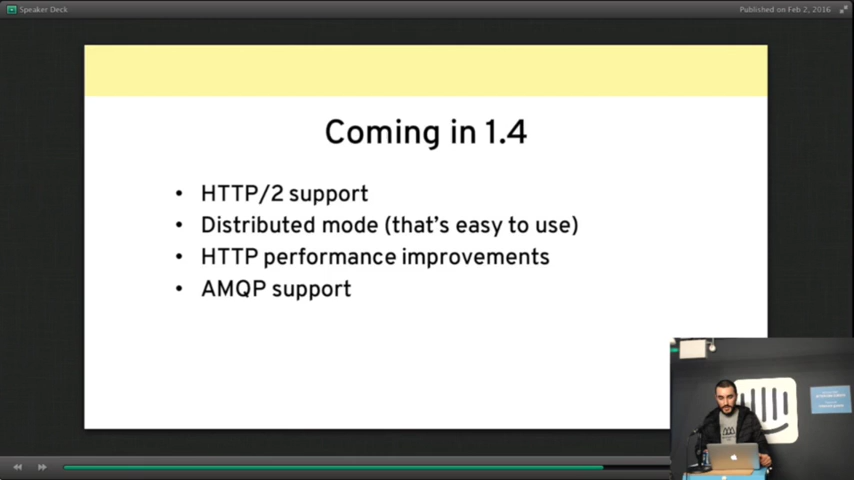 Speaker Deck
Published on Feb 2, 2016
Coming in 1.4
• HTTP/2 support
• Distributed mode (that's easy to use)
• HTTP performance improvements
• AMQP support